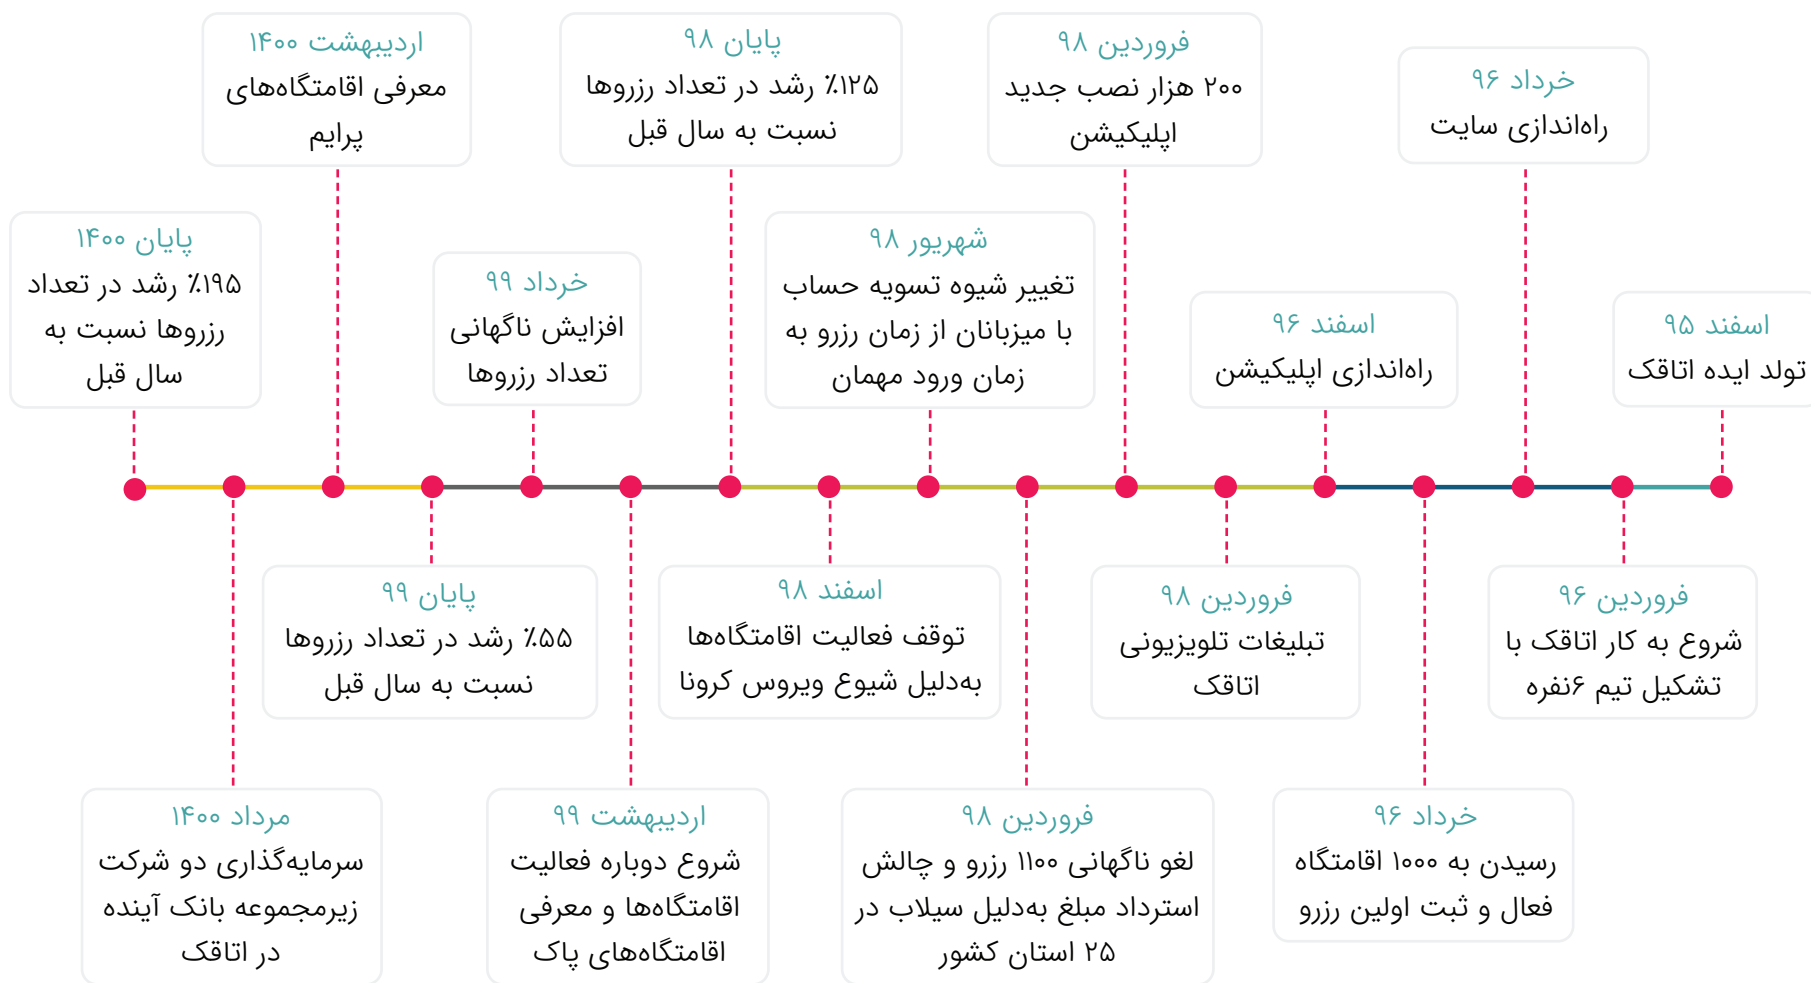 اسفند ۹۵
تولد ایده اتاقک
فروردین ۹۶
شروع به کار اتاقک با
تشکیل تیم ۶نفره
خرداد ۹۶
راه‌اندازی سایت
خرداد ۹۶
رسیدن به ۱۰۰۰ اقامتگاه
فعال و ثبت اولین رزرو
اسفند ۹۶
راه‌اندازی اپلیکیشن
فروردین ۹۸
تبلیغات تلویزیونی
اتاقک
فروردین ۹۸
۲۰۰ هزار نصب جدید
اپلیکیشن
فروردین ۹۸
لغو ناگهانی ۱۱۰۰ رزرو و چالش
استرداد مبلغ به‌دلیل سیلاب در
۲۵ استان کشور
شهریور ۹۸
تغییر شیوه تسویه حساب
با میزبانان از زمان رزرو به
زمان ورود مهمان
اسفند ۹۸
توقف فعالیت اقامتگاه‌ها
به‌دلیل شیوع ویروس کرونا
پایان ۹۸
۱۲۵٪ رشد در تعداد رزروها
نسبت به سال قبل
اردیبهشت ۹۹
شروع دوباره فعالیت
اقامتگاه‌ها و معرفی
اقامتگاه‌های پاک
خرداد ۹۹
افزایش ناگهانی
تعداد رزروها
پایان ۹۹
۵۵٪ رشد در تعداد رزروها
نسبت به سال قبل
اردیبهشت ۱۴۰۰
معرفی اقامتگاه‌های
پرایم
مرداد ۱۴۰۰
سرمایه‌گذاری دو شرکت
زیرمجموعه بانک آینده
در اتاقک
پایان ۱۴۰۰
۱۹۵٪ رشد در تعداد
رزروها نسبت به
سال قبل